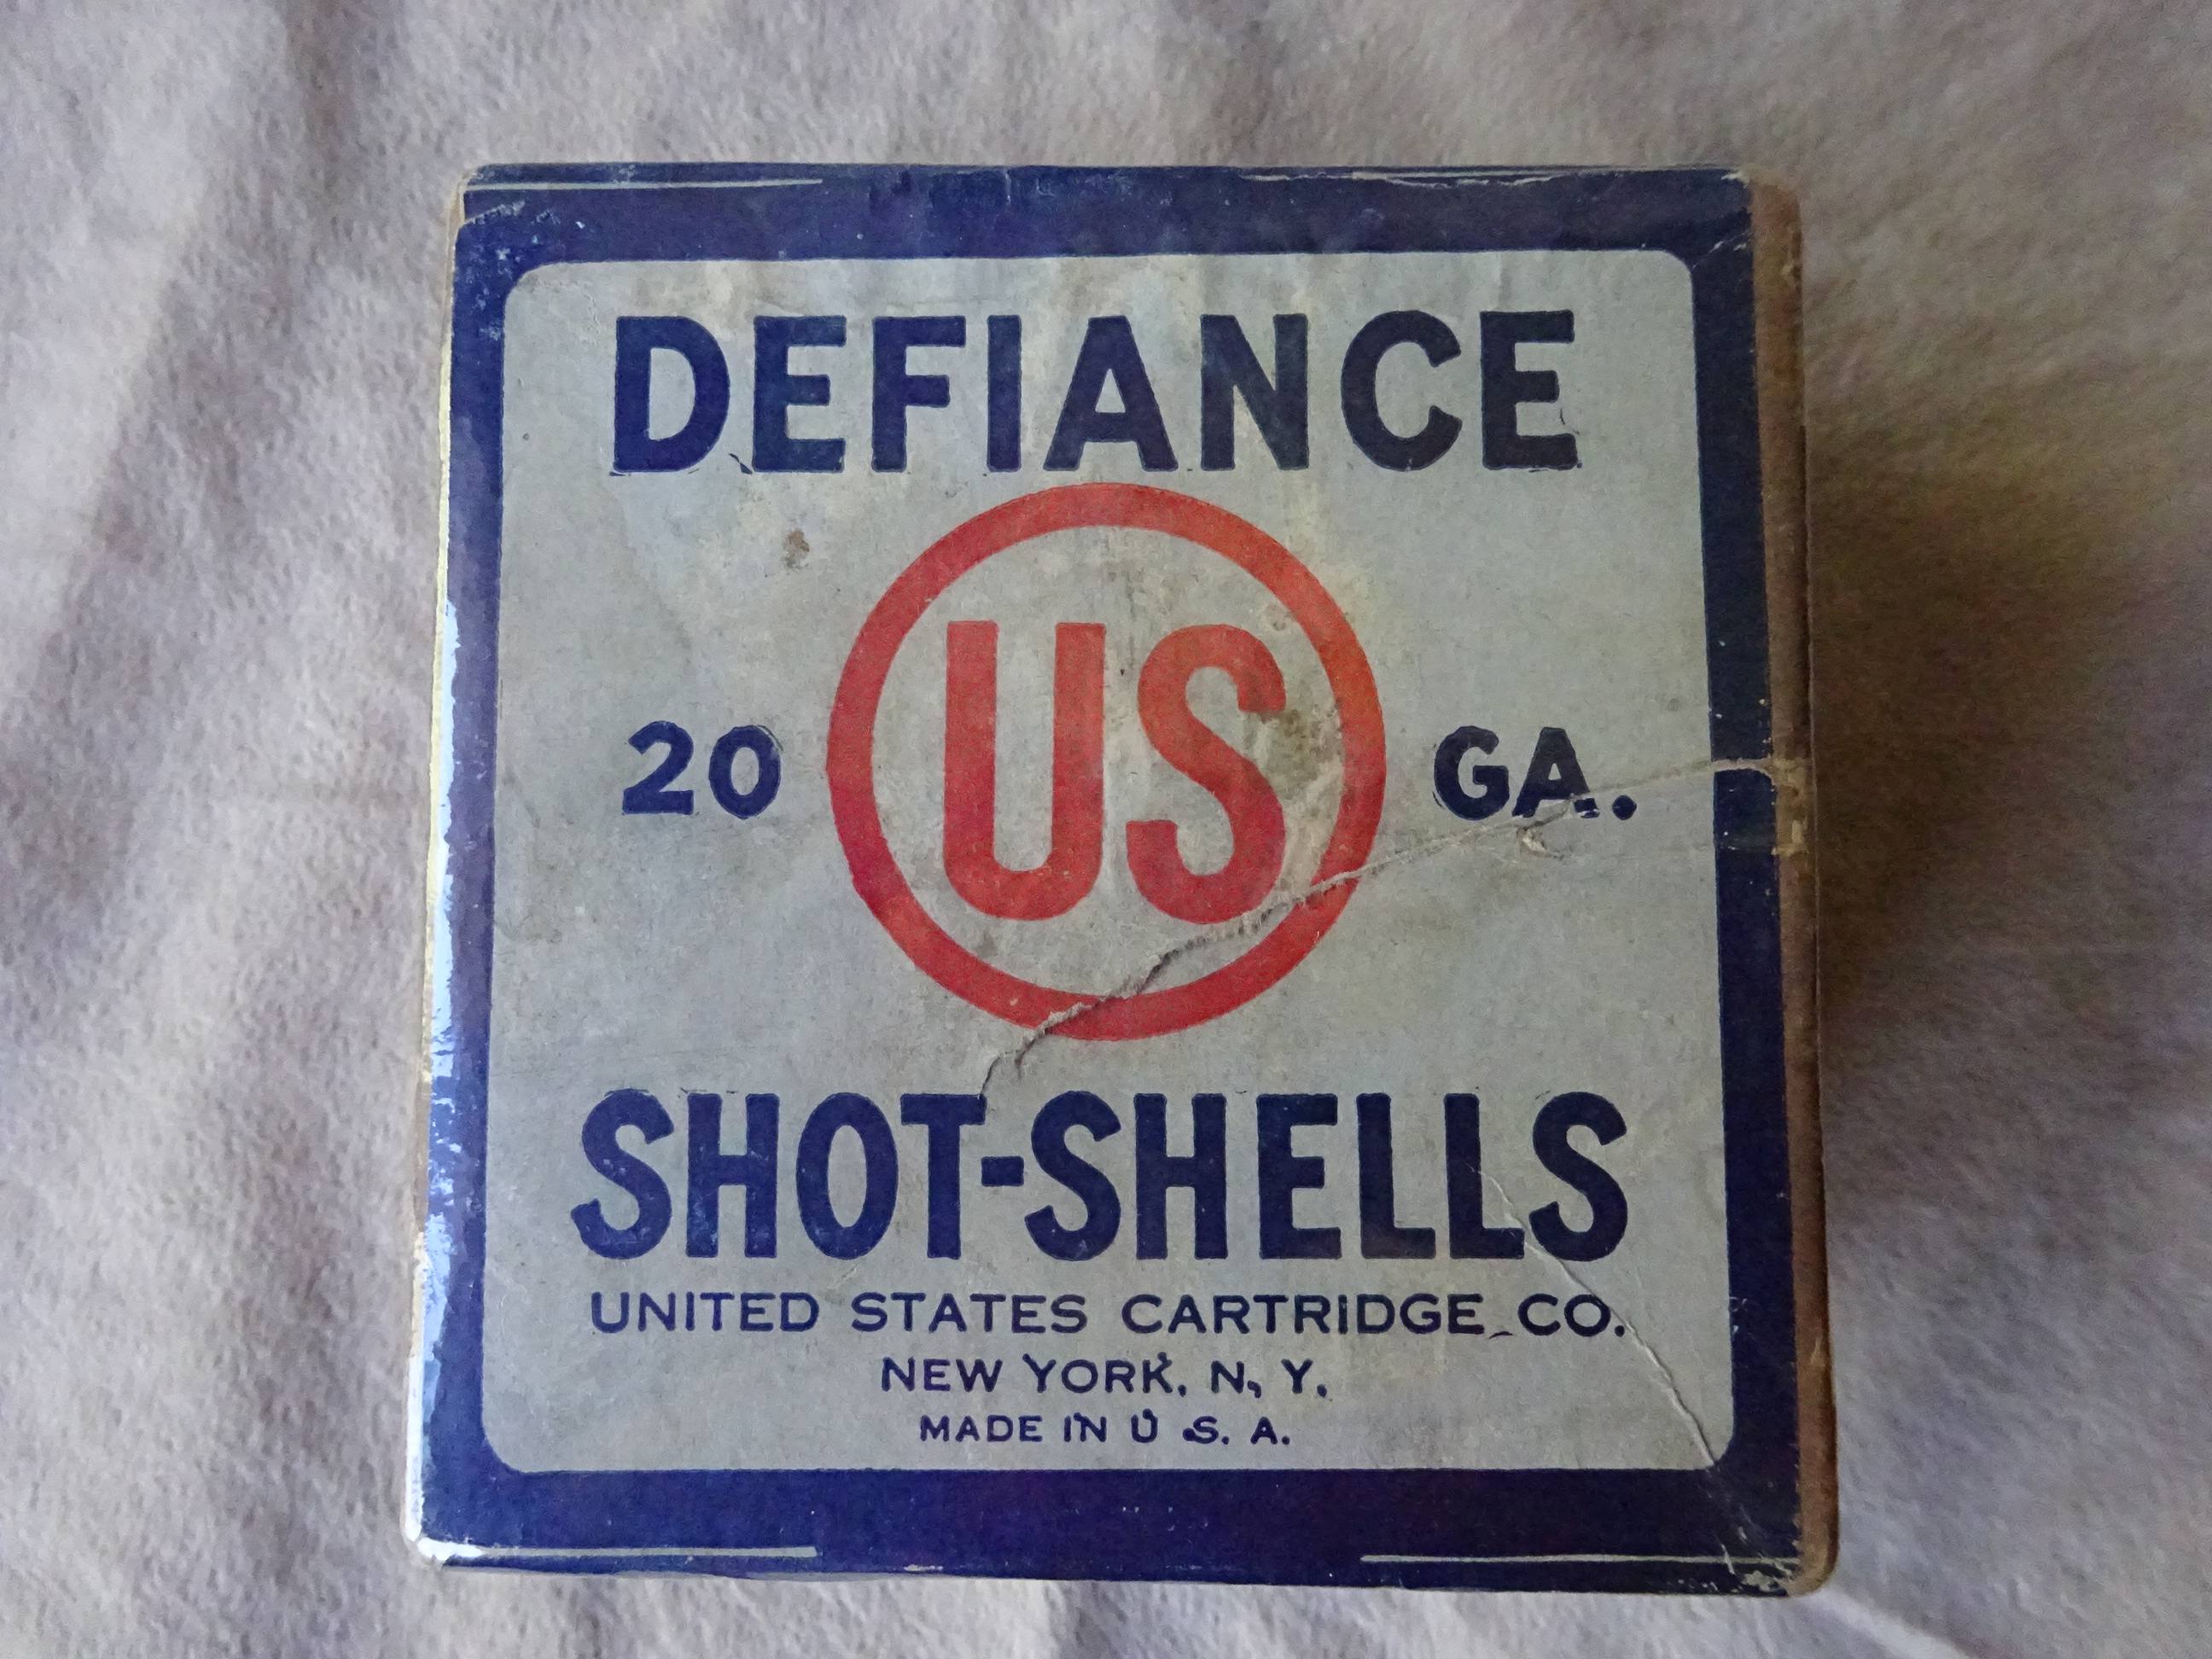 DEFIANCE
20 US GA.
SHOT-SHELLS
UNITED STATES CARTRIDGE CO.
NEW YORK. N, Y.
MADE IN U S. A.